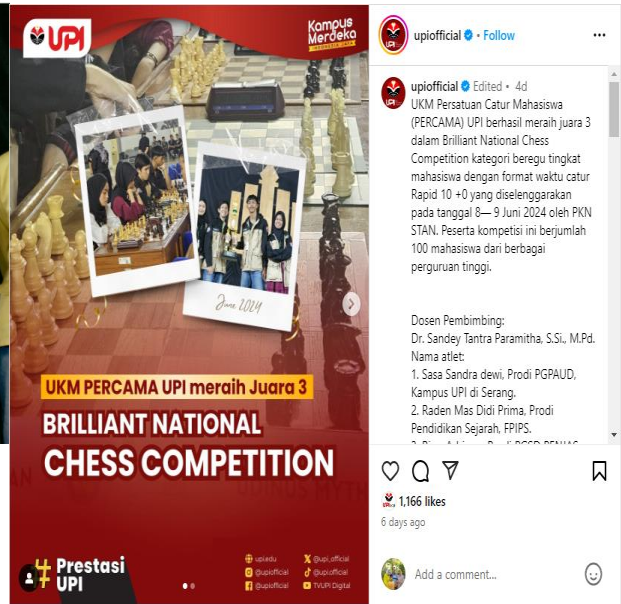 UPI
Kampus
Merdeka
INDONESIA JAYA
June 2024
UKM PERCAMA UPI meraih Juara 3
BRILLIANT NATIONAL
CHESS COMPETITION
# Prestasi
UPI
upi.edu
@upiofficial
@upiofficial
@upi_official
@upi.official
TVUPI Digital
upiofficial • Follow
upiofficial Edited • 4d
UKM Persatuan Catur Mahasiswa
(PERCAMA) UPI berhasil meraih juara 3
dalam Brilliant National Chess
Competition kategori beregu tingkat
mahasiswa dengan format waktu catur
Rapid 10 +0 yang diselenggarakan
pada tanggal 8— 9 Juni 2024 oleh PKN
STAN. Peserta kompetisi ini berjumlah
100 mahasiswa dari berbagai
perguruan tinggi.
Dosen Pembimbing:
Dr. Sandey Tantra Paramitha, S.Si., M.Pd.
Nama atlet:
1. Sasa Sandra dewi, Prodi PGPAUD,
Kampus UPI di Serang.
2. Raden Mas Didi Prima, Prodi
Pendidikan Sejarah, FPIPS.
1,166 likes
6 days ago
Add a comment...